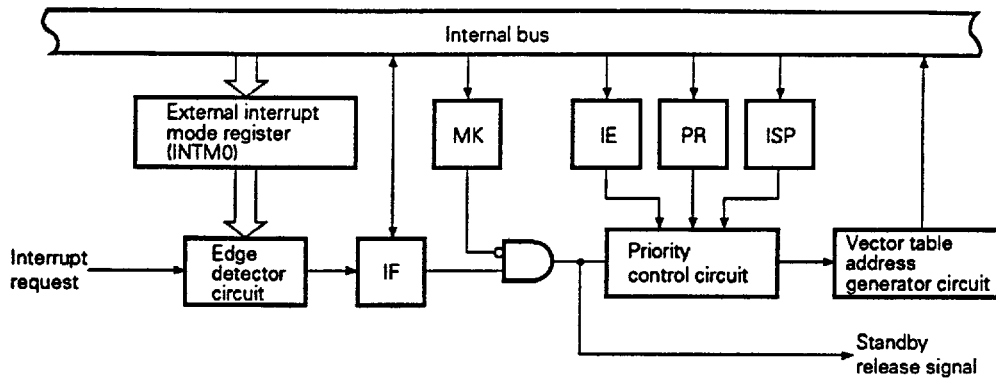 Internal bus
External interrupt
mode register
(INTM0)
MK
IE
PR
ISP
Interrupt
request
Edge
detector
circuit
IF
Priority
control circuit
Vector table
address
generator circuit
Standby
release signal